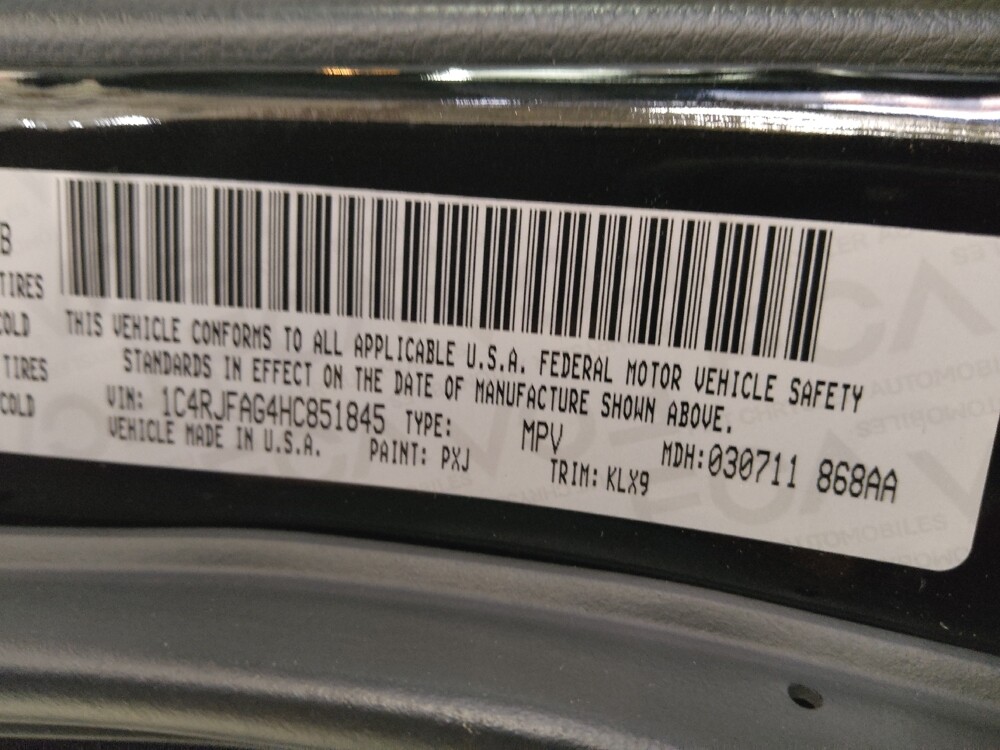 B
TIRES
COLD
TIRES
COLD
THIS VEHICLE CONFORMS TO ALL APPLICABLE U.S.A. FEDERAL MOTOR VEHICLE SAFETY
STANDARDS IN EFFECT ON THE DATE OF MANUFACTURE SHOWN ABOVE.
VIN: 1C4RJFAG4HC851845 TYPE: MPV MDH:030711 868AA
VEHICLE MADE IN U.S.A. PAINT: PXJ TRIM: KLX9
AUTOMOBILES